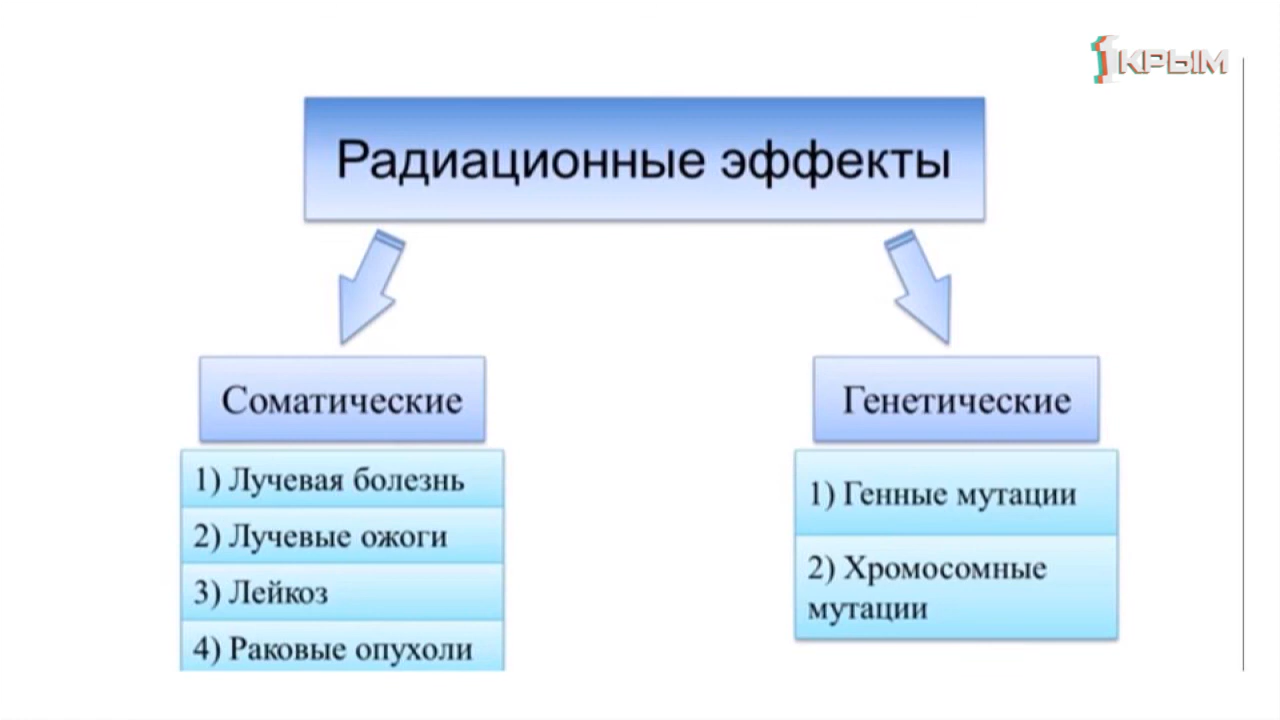 1КРЫМ
Радиационные эффекты
Соматические
1) Лучевая болезнь
2) Лучевые ожоги
3) Лейкоз
4) Раковые опухоли
Генетические
1) Генные мутации
2) Хромосомные
мутации